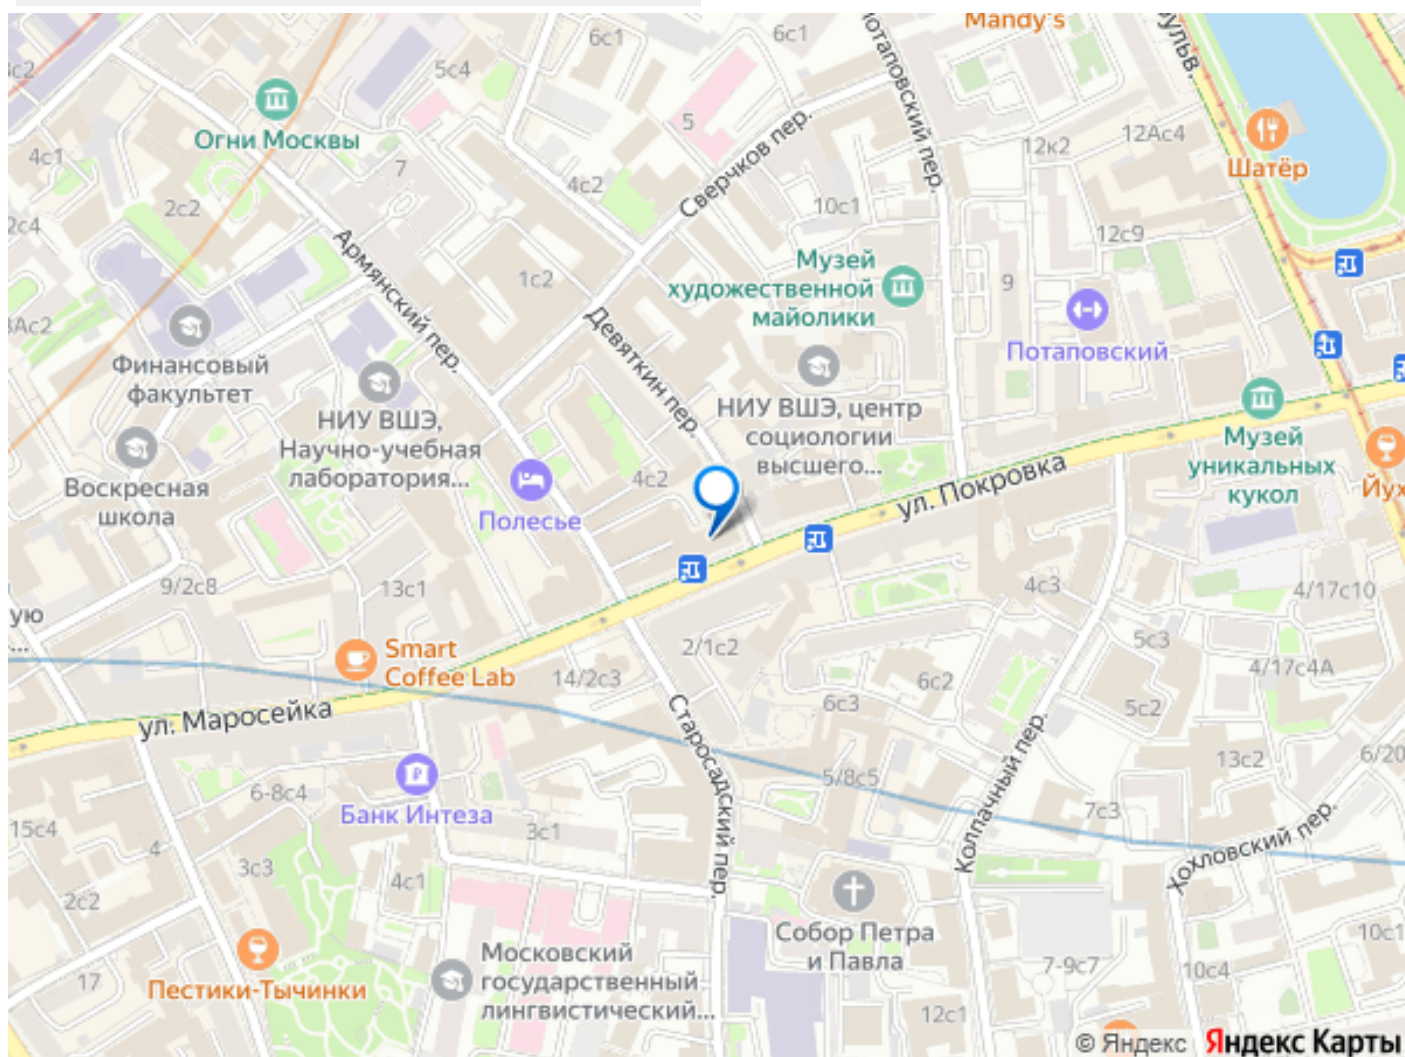 Mandy's
6с1
6с1
5с4
Огни Москвы
4с1
7
5
12к2
12Ас4
Шатёр
Потаповский пер.
Сверчков пер.
4с2
2с2
2с4
10с1
12с9
Армянский пер.
1с2
Музей
художественной
майолики
9
Потаповский
Девяткин пер.
Финансовый
факультет
НИУ ВШЭ,
Научно-учебная
лаборатория...
НИУ ВШЭ, центр
социологии
высшего...
Музей
уникальных
кукол
Воскресная
школа
Полесье
4с2
ул. Покровка
9/2с8
13с1
4с3
4/17с10
Smart
Coffee Lab
2/1с2
14/2с3
5с3
4/17с4А
6с2
6с3
5с2
ул. Маросейка
Старосадский пер.
Колпачный пер.
13с2
6/20
6-8с4
Банк Интеза
5/8с5
7с3
Хохловский пер.
15с4
4
3с1
3с3
4с1
2с2
Собор Петра
и Павла
10с1
Московский
государственный
лингвистический...
7-9с7
10с4
17
Пестики-Тычинки
12с1
© Яндекс Яндекс Карты